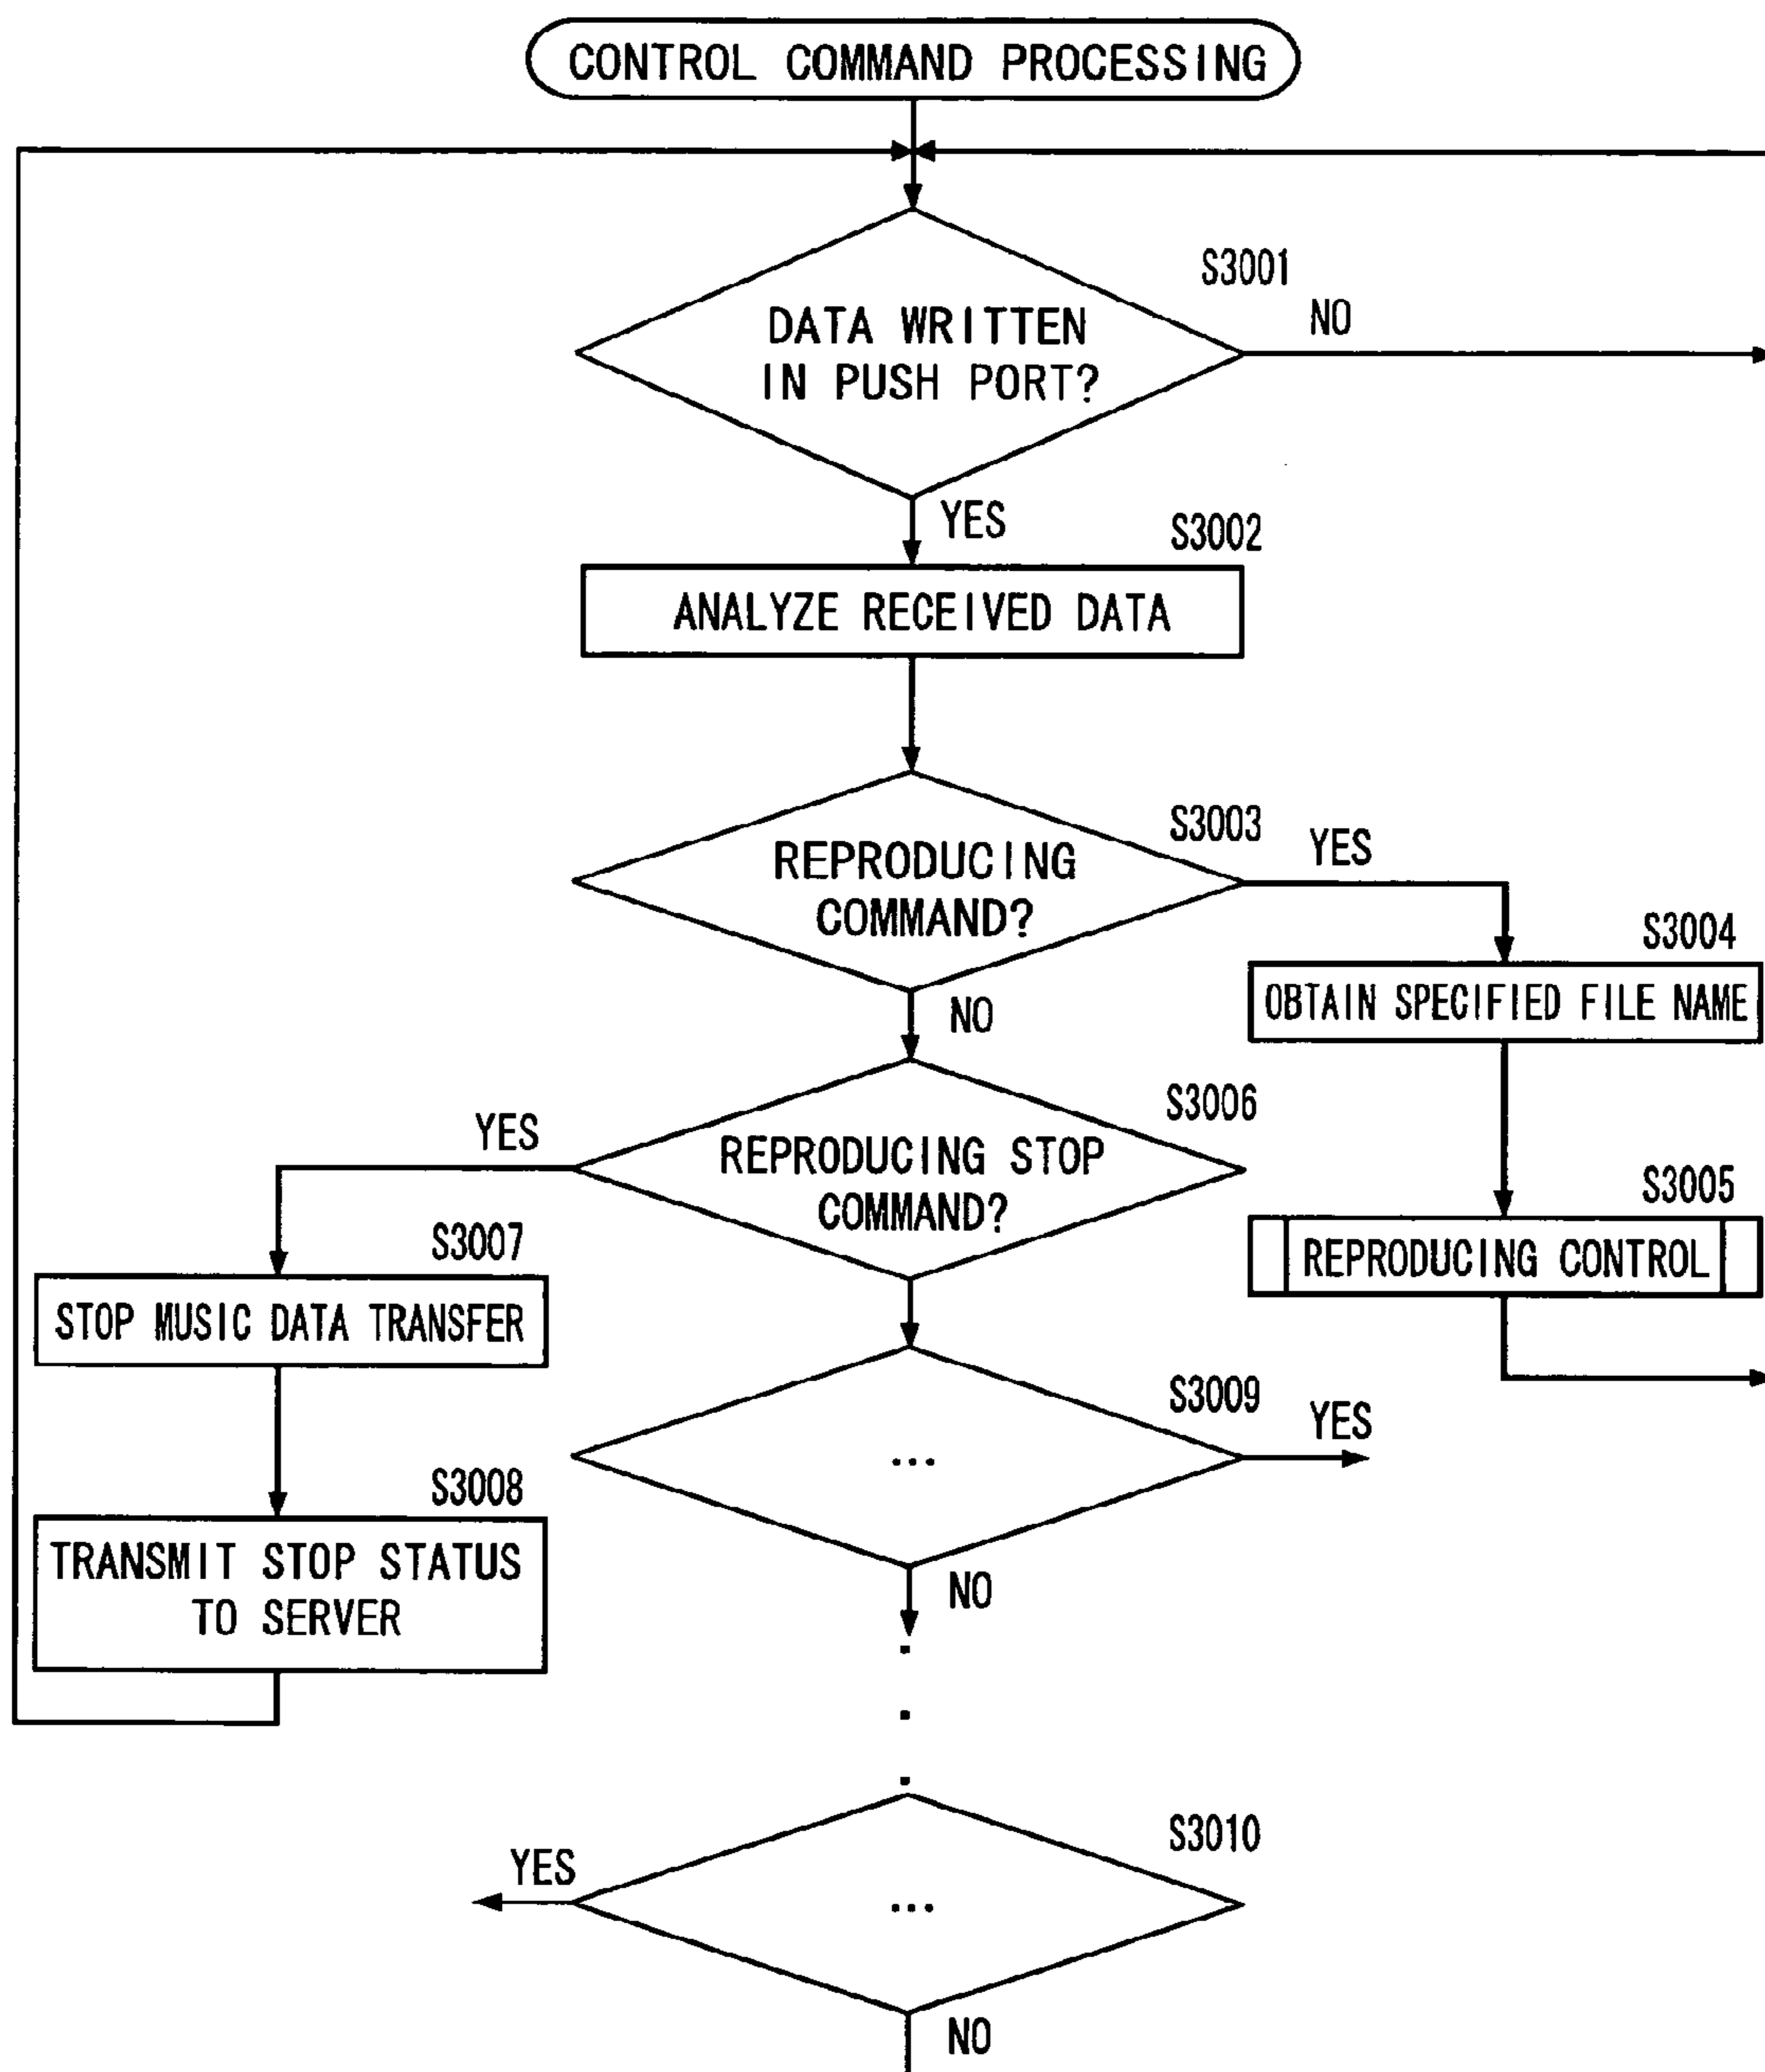 CONTROL COMMAND PROCESSING
S3001
DATA WRITTEN
IN PUSH PORT?
NO
YES
S3002
ANALYZE RECEIVED DATA
S3003
REPRODUCING
COMMAND?
YES
S3004
OBTAIN SPECIFIED FILE NAME
NO
S3006
REPRODUCING STOP
COMMAND?
YES
S3005
REPRODUCING CONTROL
S3007
STOP MUSIC DATA TRANSFER
S3009
...
YES
S3008
TRANSMIT STOP STATUS
TO SERVER
NO
S3010
YES
...
NO